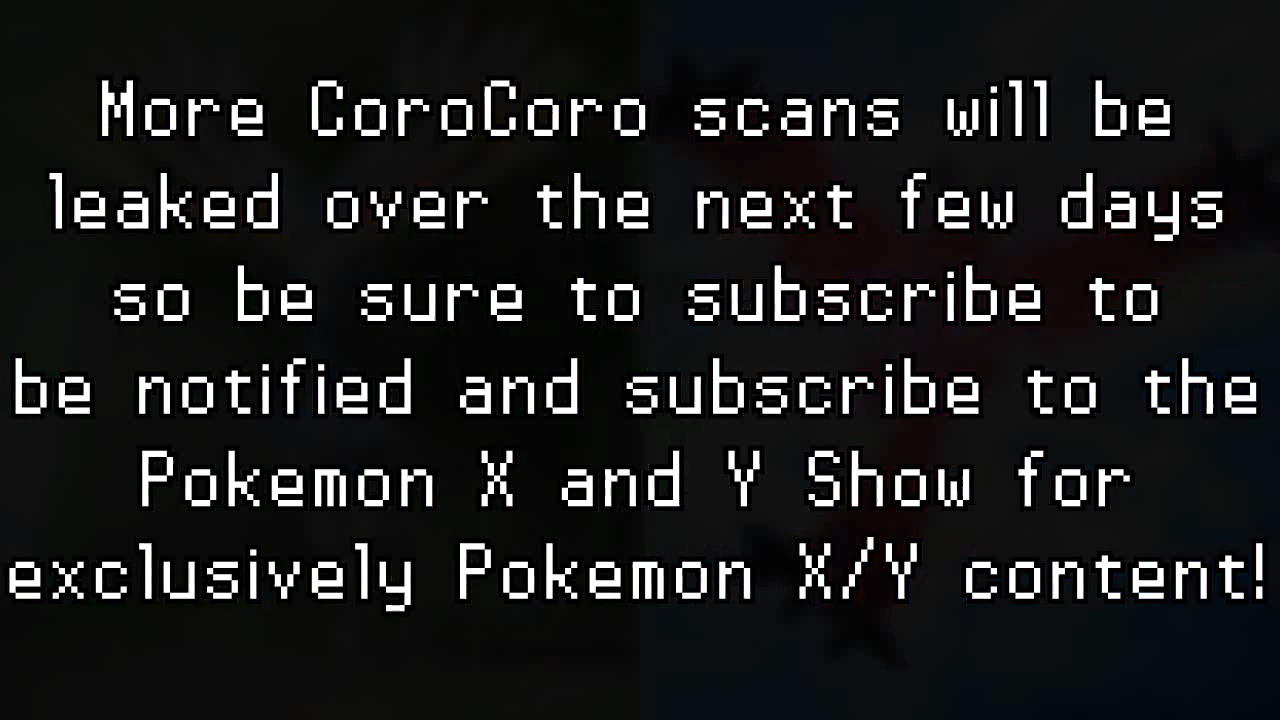 More CoroCoro scans will be
leaked over the next few days
so be sure to subscribe to
be notified and subscribe to the
Pokemon X and Y Show for
exclusively Pokemon X/Y content!